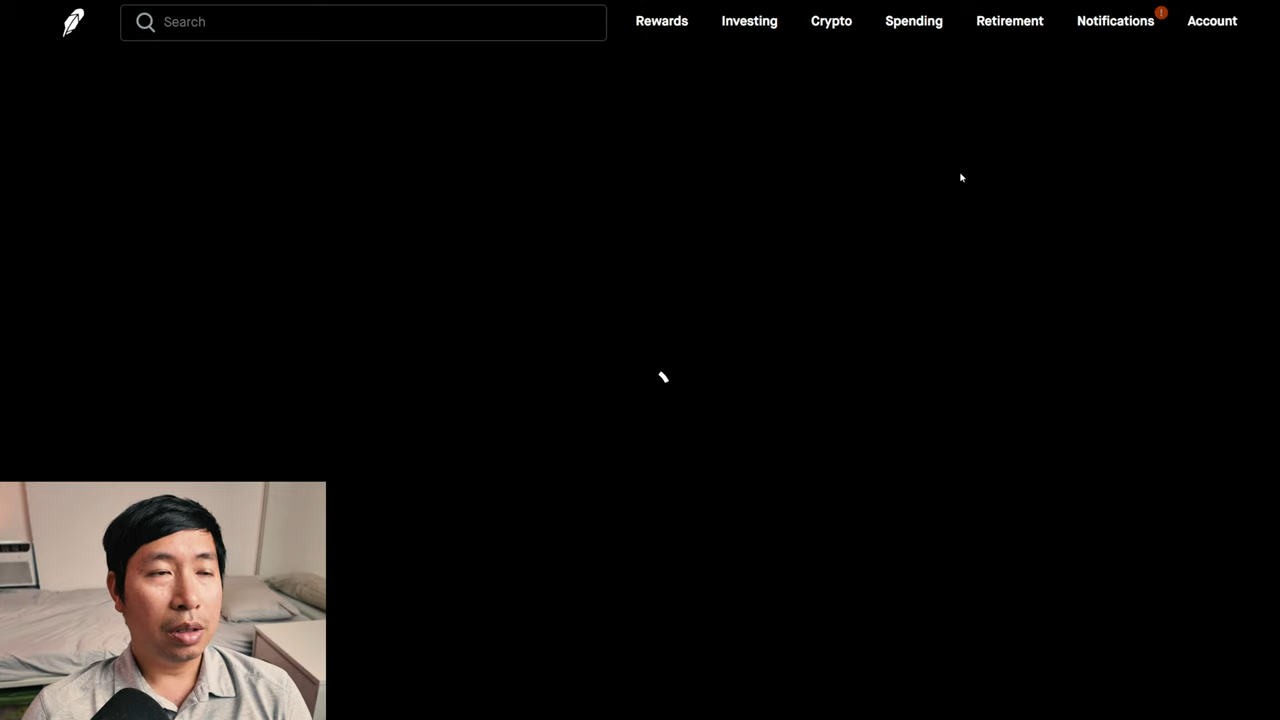 Search
Rewards
Investing
Crypto
Spending
Retirement
Notifications
!
Account